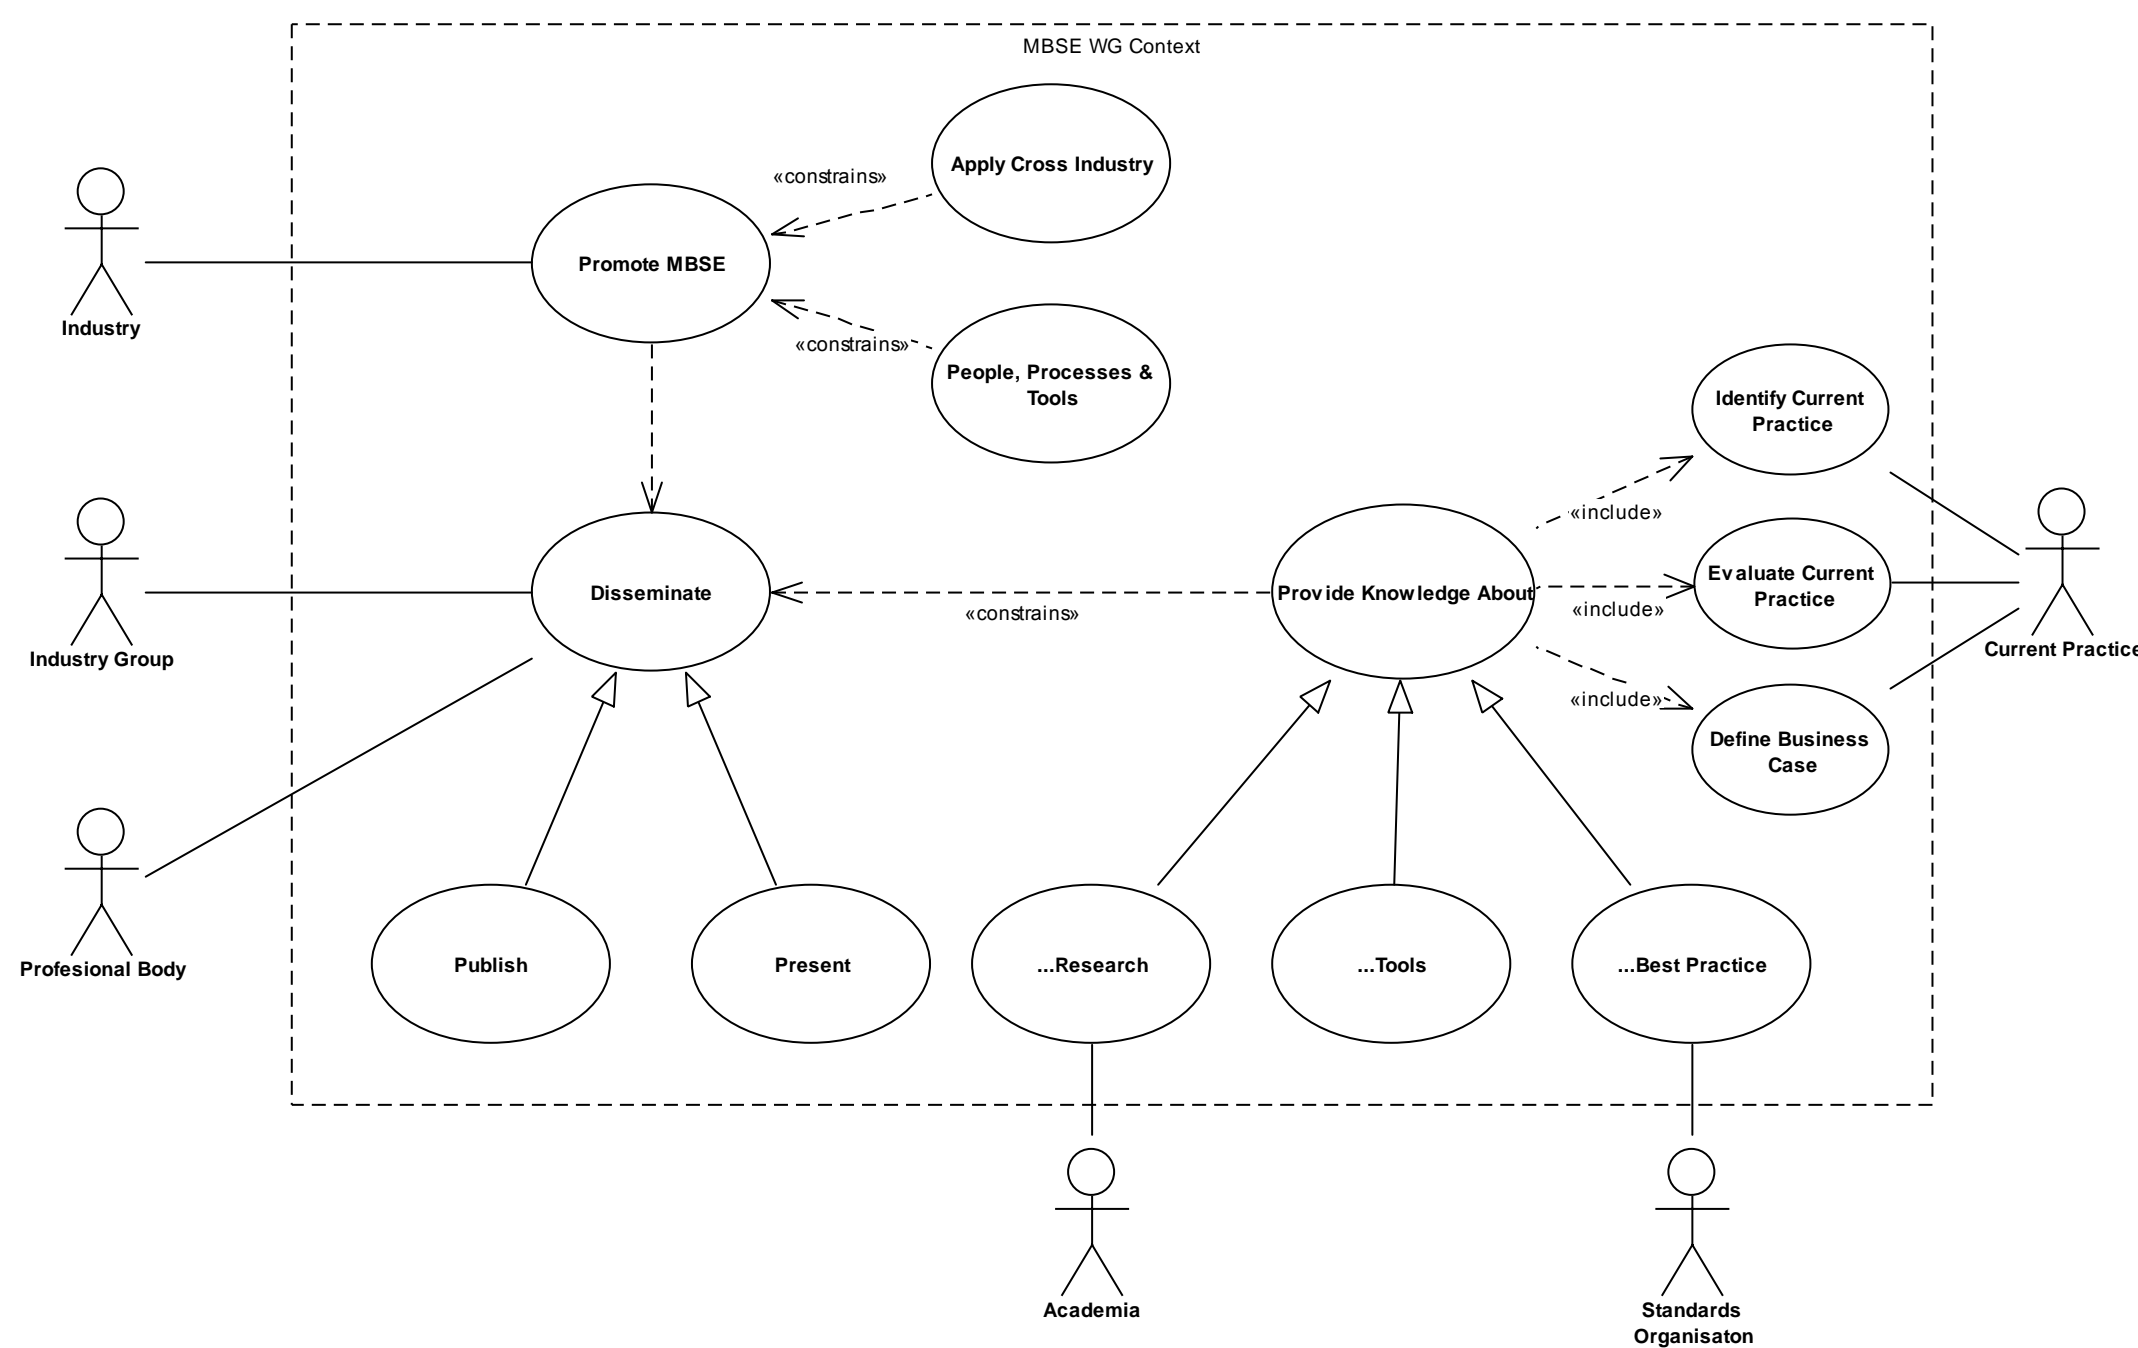 MBSE WG Context
Apply Cross Industry
«constrains»
Promote MBSE
Industry
«constrains»
People, Processes &
Tools
Identify Current
Practice
«include»
Disseminate
Provide Knowledge About
«constrains»
Evaluate Current
Practice
«include»
Industry Group
Current Practice
«include»
Define Business
Case
Profesional Body
Publish
Present
...Research
...Tools
...Best Practice
Academia
Standards
Organisaton